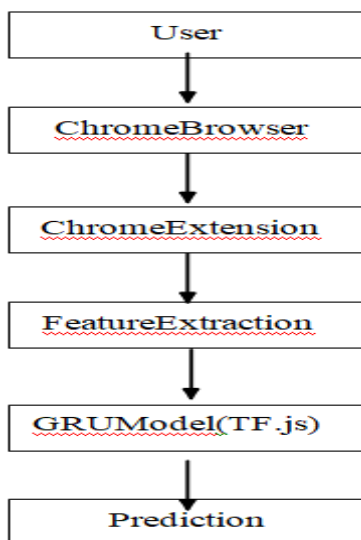 User
ChromeBrowser
ChromeExtension
FeatureExtraction
GRUModel(TF.js)
Prediction